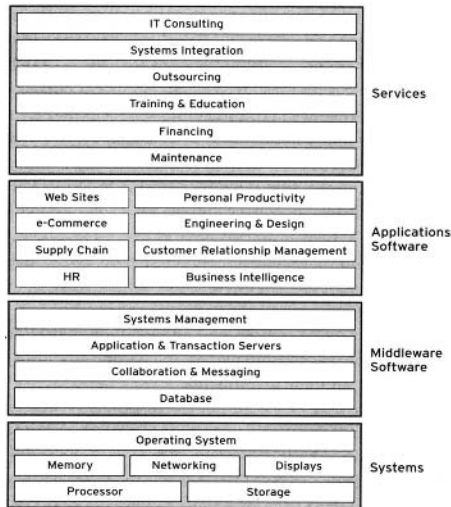 IT Consulting
Systems Integration
Outsourcing
Training & Education
Financing
Maintenance
Services
Web Sites
Personal Productivity
e-Commerce
Engineering & Design
Supply Chain
Customer Relationship Management
HR
Business Intelligence
Applications
Software
Systems Management
Application & Transaction Servers
Collaboration & Messaging
Database
Middleware
Software
Operating System
Memory
Networking
Displays
Processor
Storage
Systems